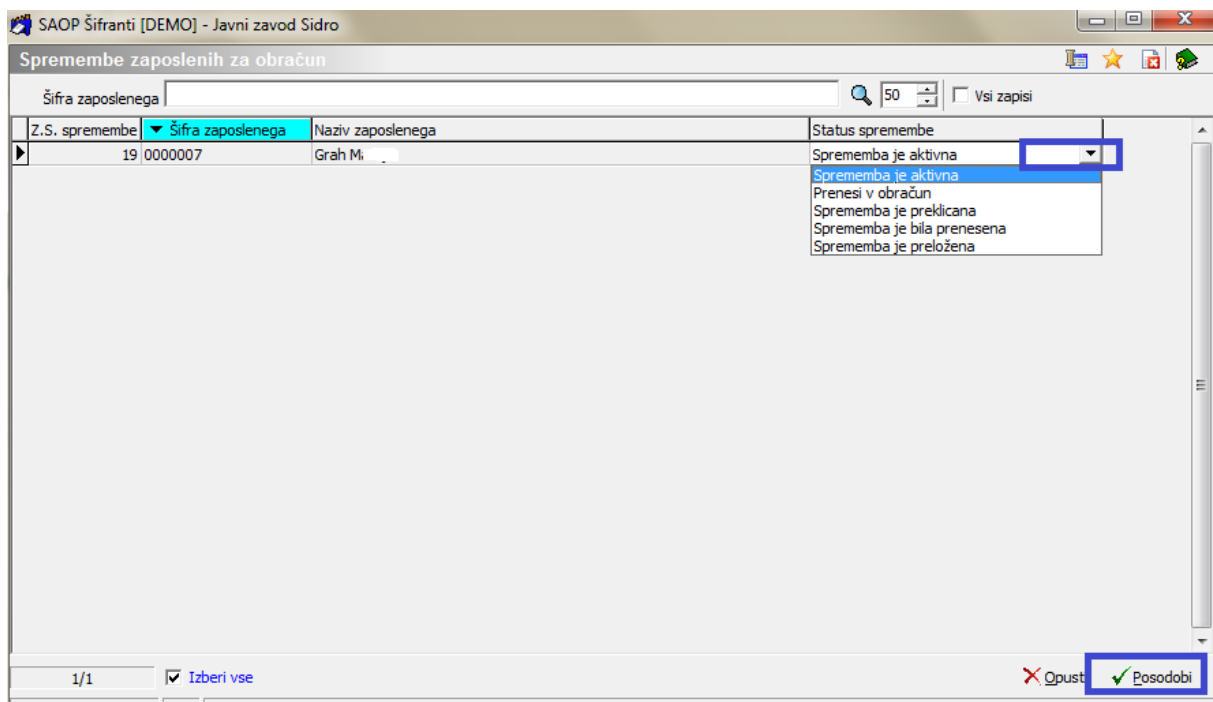 SAOP Šifranti [DEMO] - Javni zavod Sidro
Spremembe zaposlenih za obračun
Šifra zaposlenega 50 Vsi zapisi
Z.S. spremembe Šifra zaposlenega Naziv zaposlenega Status spremembe
19 0000007 Grah Sprememba je aktivna
Sprememba je aktivna
Prenesi v obračun
Sprememba je preklicana
Sprememba je bila prenesena
Sprememba je preložena
1/1 Izberi vse Opusti Posodobi